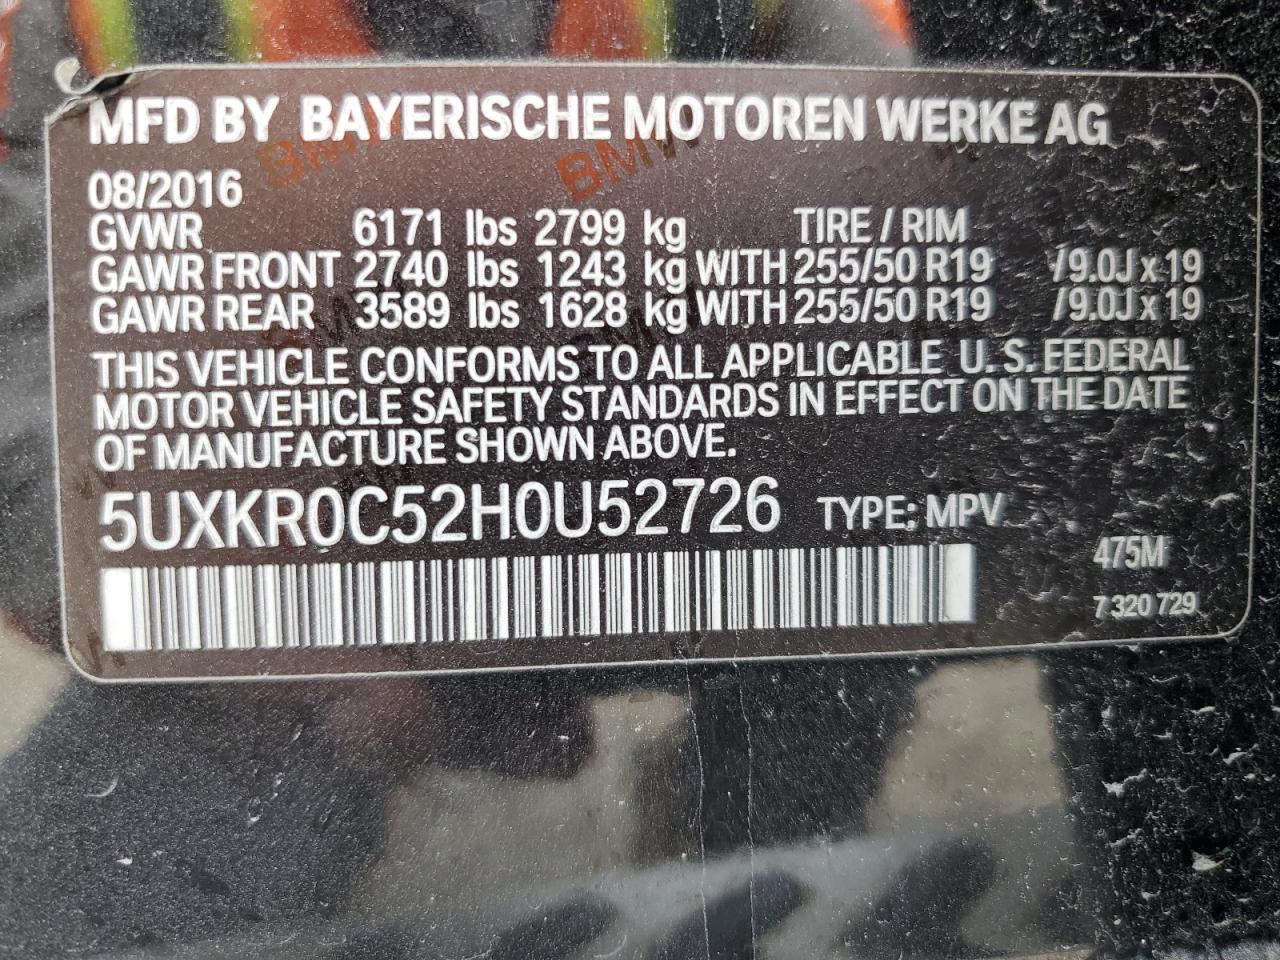 MFD BY BAYERISCHE MOTOREN WERKE AG
08/2016
GVWR 6171 lbs 2799 kg TIRE / RIM
GAWR FRONT 2740 lbs 1243 kg WITH 255/50 R19 /9.0J x 19
GAWR REAR 3589 lbs 1628 kg WITH 255/50 R19 /9.0J x 19
THIS VEHICLE CONFORMS TO ALL APPLICABLE U. S. FEDERAL
MOTOR VEHICLE SAFETY STANDARDS IN EFFECT ON THE DATE
OF MANUFACTURE SHOWN ABOVE.
5UXKR0C52H0U52726 TYPE: MPV
475M
7 320 729
BMW
BMW